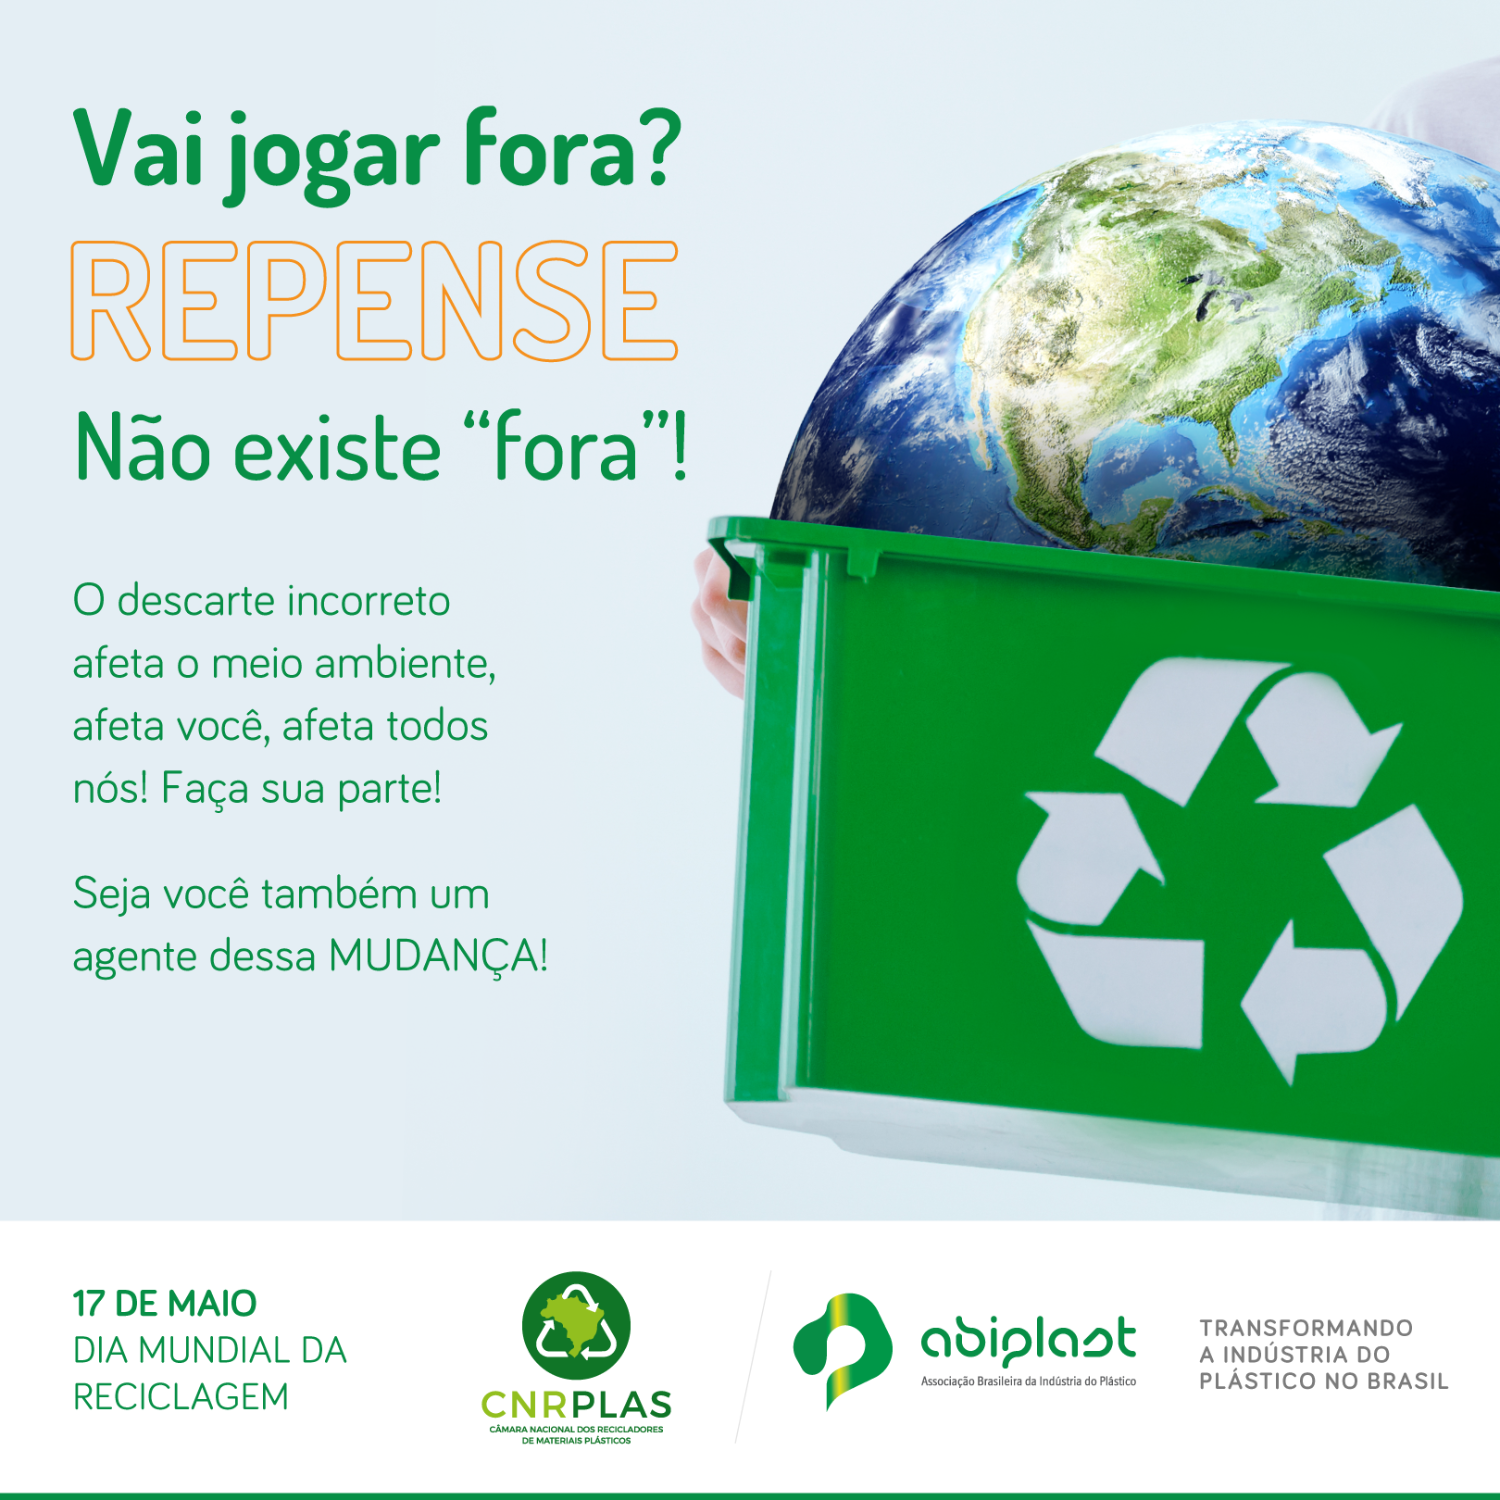 Vai jogar fora?
REPENSE
Não existe “fora”!
O descarte incorreto
afeta o meio ambiente,
afeta você, afeta todos
nós! Faça sua parte!
Seja você também um
agente dessa MUDANÇA!
17 DE MAIO
DIA MUNDIAL DA
RECICLAGEM
CNRPLAS
CÂMARA NACIONAL DOS RECICLADORES
DE MATERIAIS PLÁSTICOS
abiplast
Associação Brasileira da Indústria do Plástico
TRANSFORMANDO
A INDÚSTRIA DO
PLÁSTICO NO BRASIL